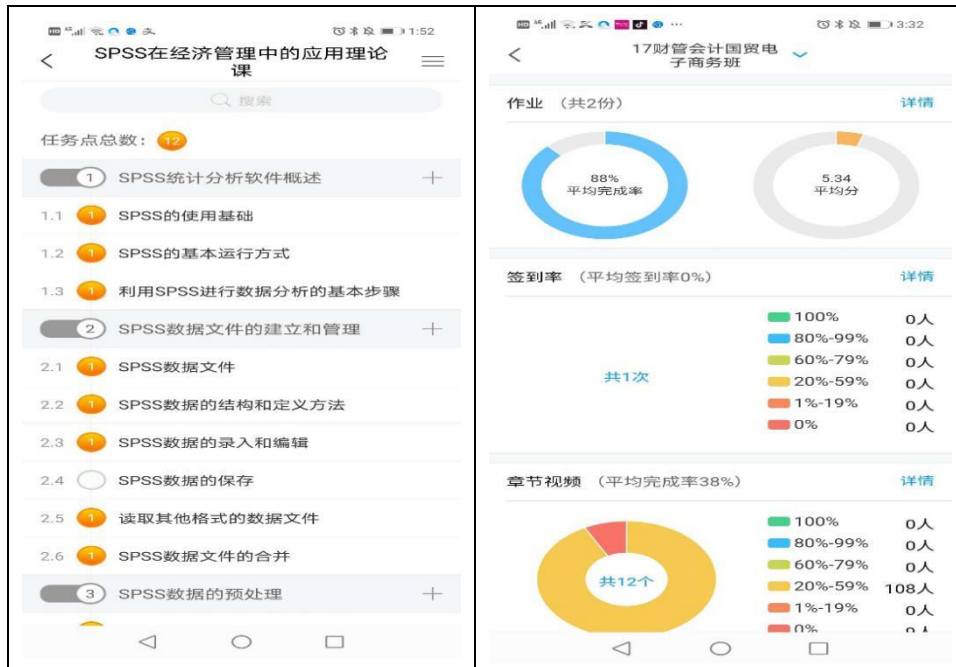 HD 1:52
SPSS在经济管理中的应用理论
课
搜索
任务点总数： 12
1 SPSS统计分析软件概述
1.1 1 SPSS的使用基础
1.2 1 SPSS的基本运行方式
1.3 1 利用SPSS进行数据分析的基本步骤
2 SPSS数据文件的建立和管理
2.1 1 SPSS数据文件
2.2 1 SPSS数据的结构和定义方法
2.3 1 SPSS数据的录入和编辑
2.4 SPSS数据的保存
2.5 1 读取其他格式的数据文件
2.6 1 SPSS数据文件的合并
3 SPSS数据的预处理
HD 3:32
17财管会计国贸电
子商务班
作业 （共2份） 详情
88%
平均完成率
5.34
平均分
签到率 （平均签到率0%） 详情
共1次
100% 0人
80%-99% 0人
60%-79% 0人
20%-59% 0人
1%-19% 0人
0% 0人
章节视频 （平均完成率38%） 详情
共12个
100% 0人
80%-99% 0人
60%-79% 0人
20%-59% 108人
1%-19% 0人
0%